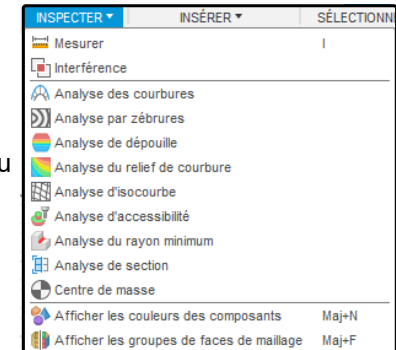 INSPECTER ▾ INSÉRER ▾ SÉLECTIONN
Mesurer I
Interférence
Analyse des courbures
Analyse par zébrures
Analyse de dépouille
u
Analyse du relief de courbure
Analyse d'isocourbe
Analyse d'accessibilité
Analyse du rayon minimum
Analyse de section
Centre de masse
Afficher les couleurs des composants Maj+N
Afficher les groupes de faces de maillage Maj+F